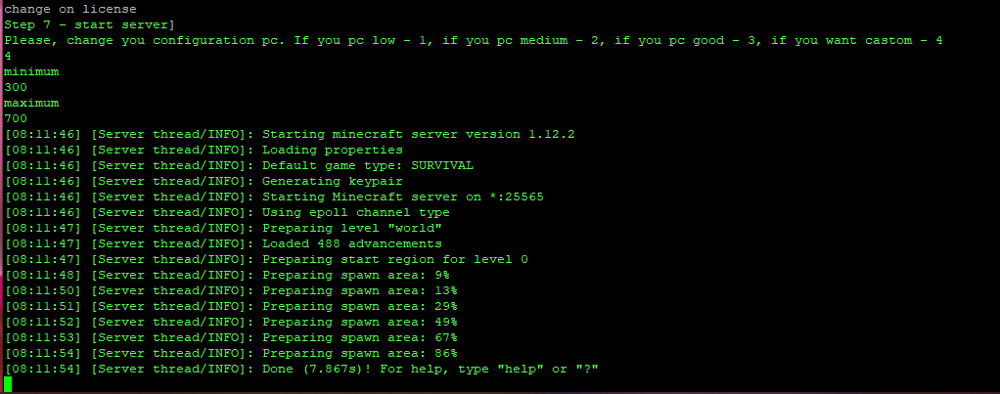 change on license
Step 7 - start server]
Please, change you configuration pc. If you pc low - 1, if you pc medium - 2, if you pc good - 3, if you want castom - 4
4
minimum
300
maximum
700
[08:11:46] [Server thread/INFO]: Starting minecraft server version 1.12.2
[08:11:46] [Server thread/INFO]: Loading properties
[08:11:46] [Server thread/INFO]: Default game type: SURVIVAL
[08:11:46] [Server thread/INFO]: Generating keypair
[08:11:46] [Server thread/INFO]: Starting Minecraft server on *:25565
[08:11:46] [Server thread/INFO]: Using epoll channel type
[08:11:47] [Server thread/INFO]: Preparing level "world"
[08:11:47] [Server thread/INFO]: Loaded 488 advancements
[08:11:47] [Server thread/INFO]: Preparing start region for level 0
[08:11:48] [Server thread/INFO]: Preparing spawn area: 9%
[08:11:50] [Server thread/INFO]: Preparing spawn area: 13%
[08:11:51] [Server thread/INFO]: Preparing spawn area: 29%
[08:11:52] [Server thread/INFO]: Preparing spawn area: 49%
[08:11:53] [Server thread/INFO]: Preparing spawn area: 67%
[08:11:54] [Server thread/INFO]: Preparing spawn area: 86%
[08:11:54] [Server thread/INFO]: Done (7.867s)! For help, type "help" or "?"